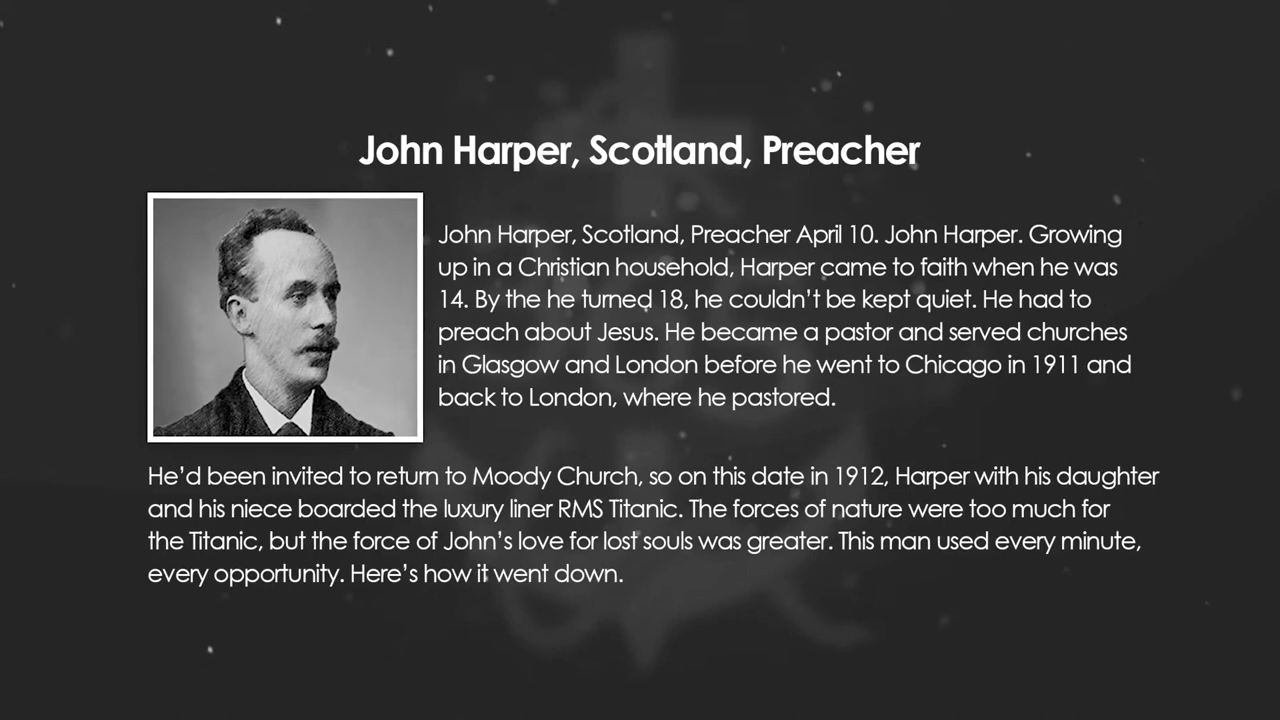 John Harper, Scotland, Preacher
John Harper, Scotland, Preacher April 10. John Harper. Growing
up in a Christian household, Harper came to faith when he was
14. By the he turned 18, he couldn't be kept quiet. He had to
preach about Jesus. He became a pastor and served churches
in Glasgow and London before he went to Chicago in 1911 and
back to London, where he pastored.
He'd been invited to return to Moody Church, so on this date in 1912, Harper with his daughter
and his niece boarded the luxury liner RMS Titanic. The forces of nature were too much for
the Titanic, but the force of John's love for lost souls was greater. This man used every minute,
every opportunity. Here's how it went down.